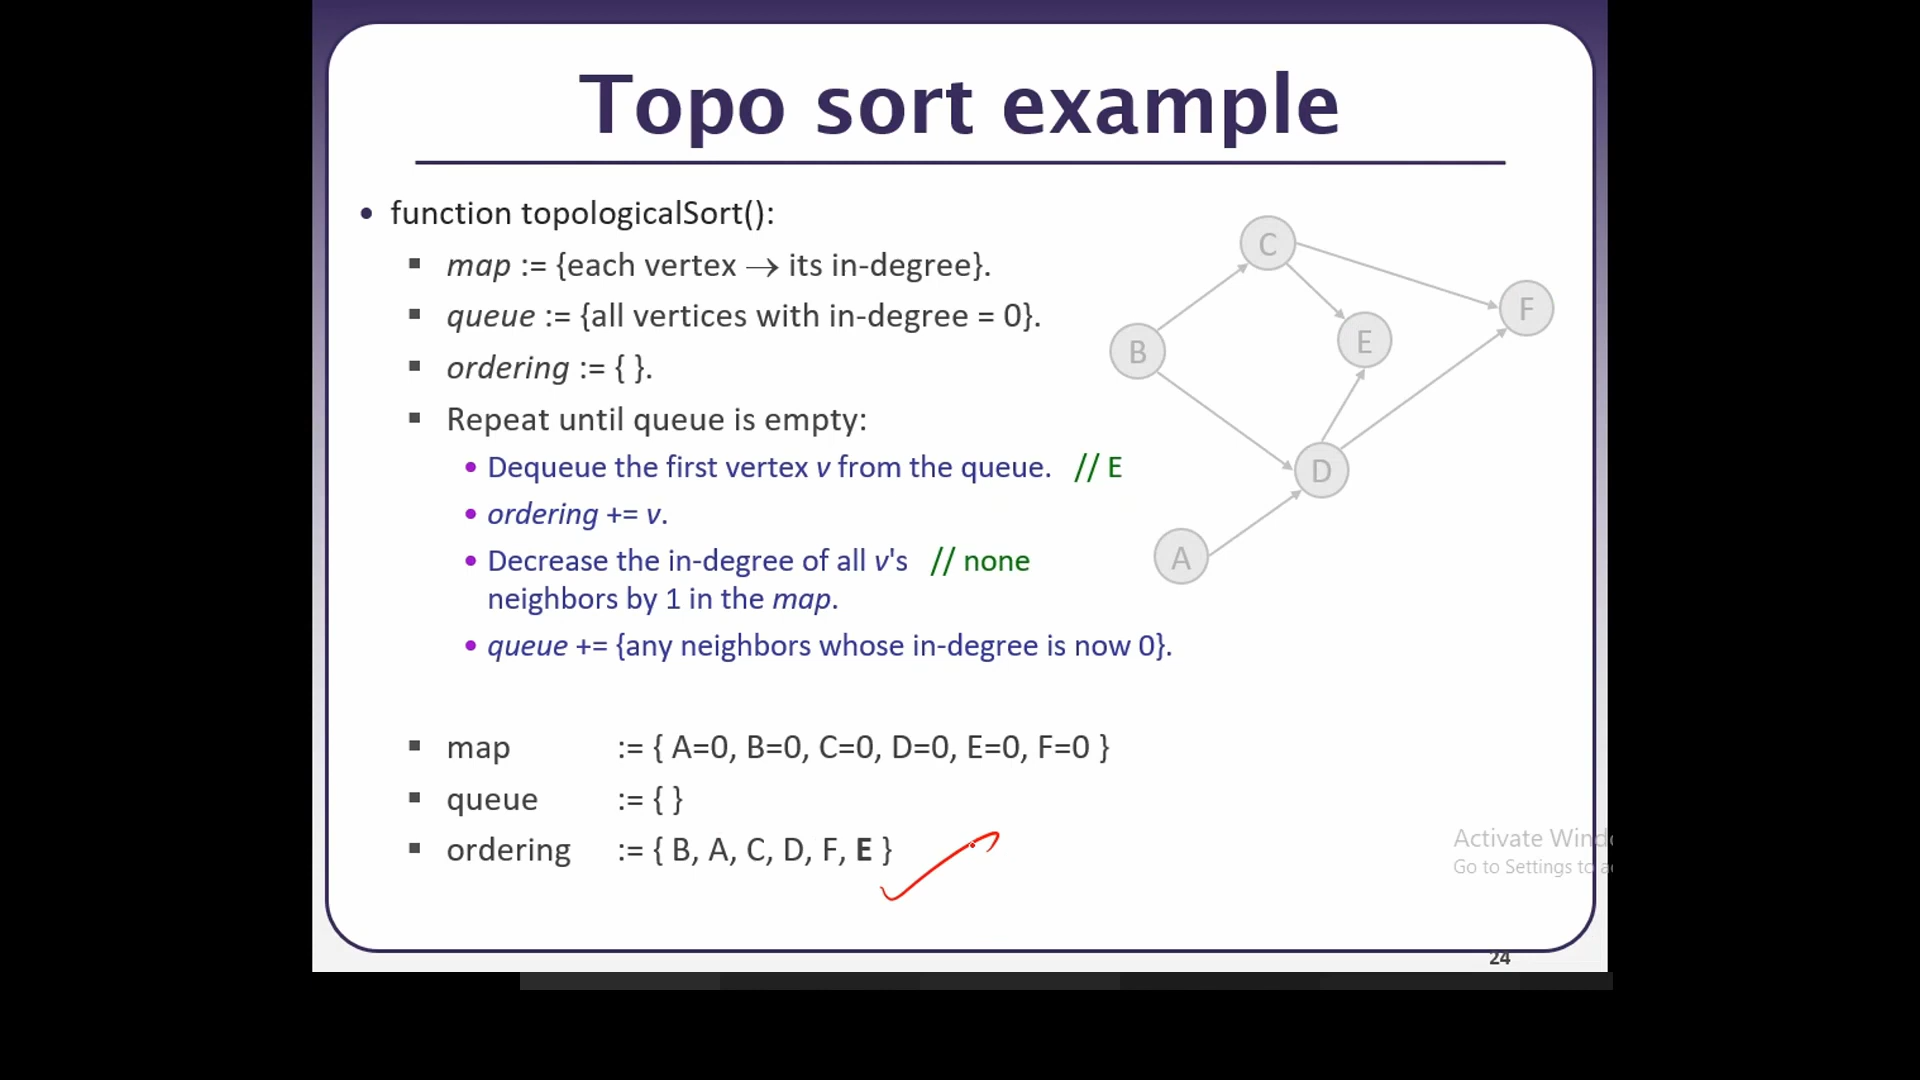 Topo sort example
• function topologicalSort():
▪ map := {each vertex → its in-degree}.
▪ queue := {all vertices with in-degree = 0}.
▪ ordering := { }.
▪ Repeat until queue is empty:
• Dequeue the first vertex v from the queue. // E
• ordering += v.
• Decrease the in-degree of all v's // none
neighbors by 1 in the map.
• queue += {any neighbors whose in-degree is now 0}.
▪ map := { A=0, B=0, C=0, D=0, E=0, F=0 }
▪ queue := { }
▪ ordering := { B, A, C, D, F, E }
C
F
E
B
D
A
Activate Windo
Go to Settings to a
24